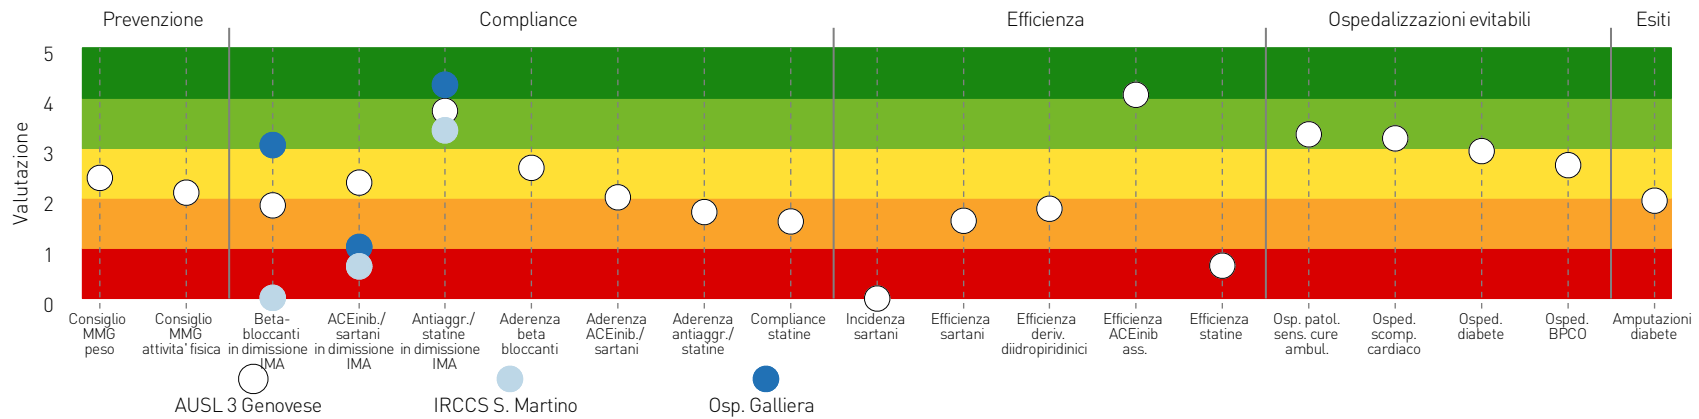 Prevenzione
Compliance
Efficienza
Ospedalizzazioni evitabili
Esiti
Valutazione
5
4
3
2
1
0
Consiglio
MMG
peso
Consiglio
MMG
attivita' fisica
Beta-
bloccanti
in dimissione
IMA
ACEinib./
sartani
in dimissione
IMA
Antiaggr./
statine
in dimissione
IMA
Aderenza
beta
bloccanti
Aderenza
ACEinib./
sartani
Aderenza
antiaggr./
statine
Compliance
statine
Incidenza
sartani
Efficienza
sartani
Efficienza
deriv.
diidropiridinici
Efficienza
ACEinib
ass.
Efficienza
statine
Osp. patol.
sens. cure
ambul.
Osped.
scomp.
cardiaco
Osped.
diabete
Osped.
BPCO
Amputazioni
diabete
AUSL 3 Genovese
IRCCS S. Martino
Osp. Galliera